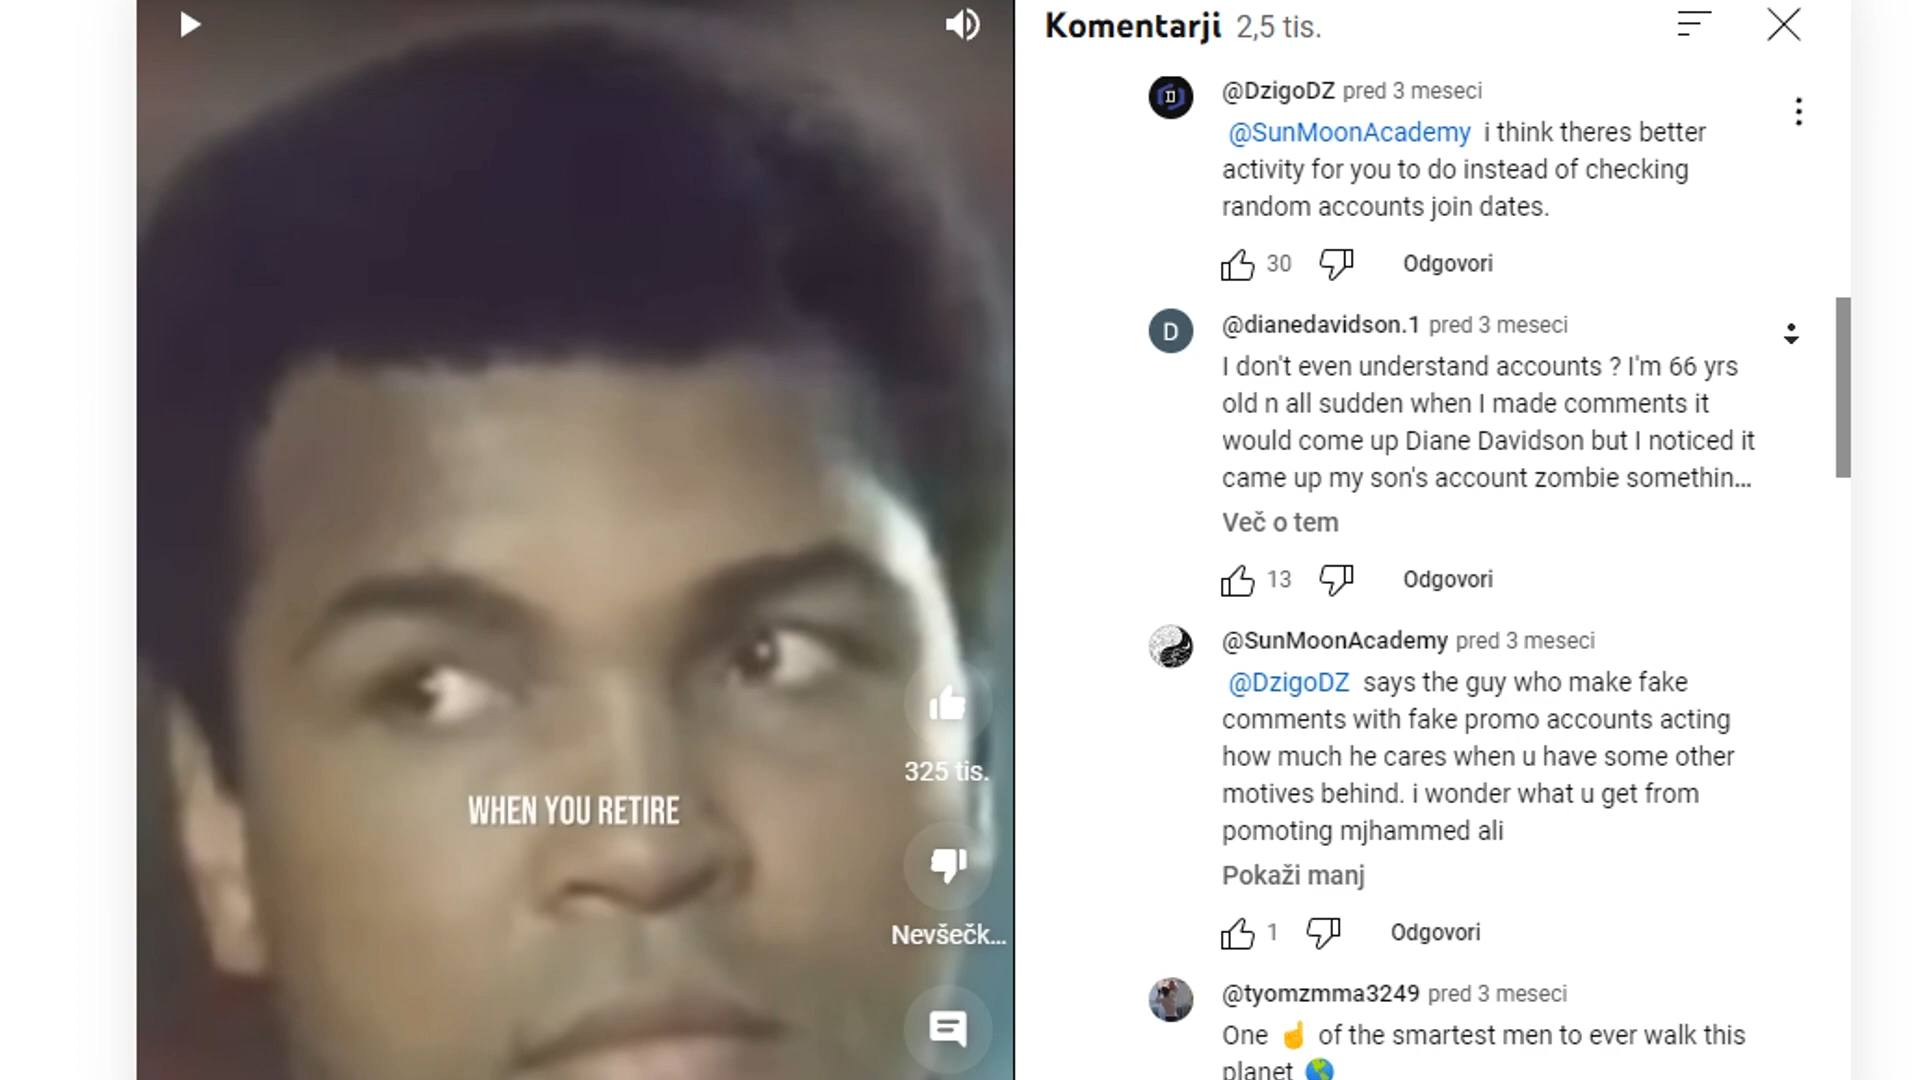 WHEN YOU RETIRE
325 tis.
Nevšečk...
Komentarji 2,5 tis.
@DzigoDZ pred 3 meseci
@SunMoonAcademy i think theres better
activity for you to do instead of checking
random accounts join dates.
30 Odgovori
D
@dianedavidson.1 pred 3 meseci
I don't even understand accounts ? I'm 66 yrs
old n all sudden when I made comments it
would come up Diane Davidson but I noticed it
came up my son's account zombie somethin...
Več o tem
13 Odgovori
@SunMoonAcademy pred 3 meseci
@DzigoDZ says the guy who make fake
comments with fake promo accounts acting
how much he cares when u have some other
motives behind. i wonder what u get from
pomoting mjhammed ali
Pokaži manj
1 Odgovori
@tyomzmma3249 pred 3 meseci
One ☝️ of the smartest men to ever walk this
planet 🌎